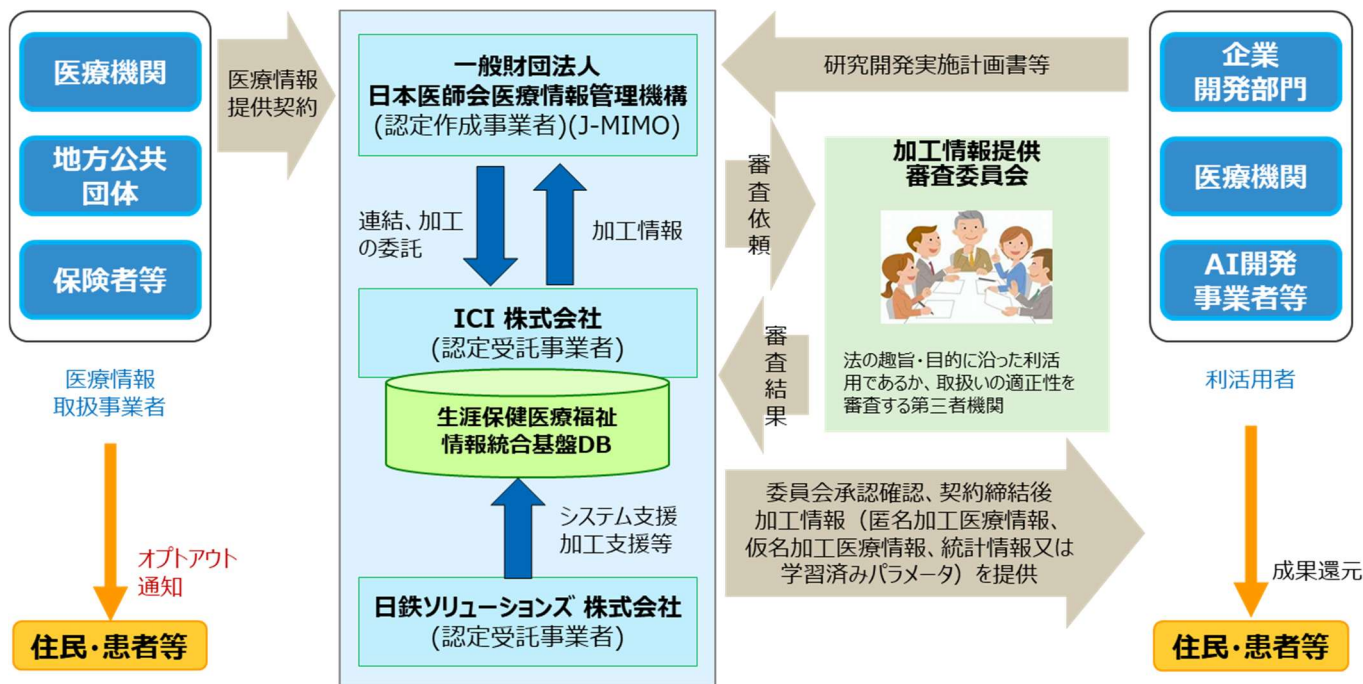 医療機関
地方公共
団体
保険者等
医療情報
取扱事業者
オプトアウト
通知
住民・患者等
医療情報
提供契約
一般財団法人
日本医師会医療情報管理機構
(認定作成事業者)(J-MIMO)
連結、加工
の委託
加工情報
ICI 株式会社
(認定受託事業者)
生涯保健医療福祉
情報統合基盤DB
システム支援
加工支援等
日鉄ソリューションズ 株式会社
(認定受託事業者)
研究開発実施計画書等
審査依頼
加工情報提供
審査委員会
法の趣旨・目的に沿った利活
用であるか、取扱いの適正性を
審査する第三者機関
審査結果
委員会承認確認、契約締結後
加工情報（匿名加工医療情報、
仮名加工医療情報、統計情報又は
学習済みパラメータ）を提供
企業
開発部門
医療機関
AI開発
事業者等
利活用者
成果還元
住民・患者等